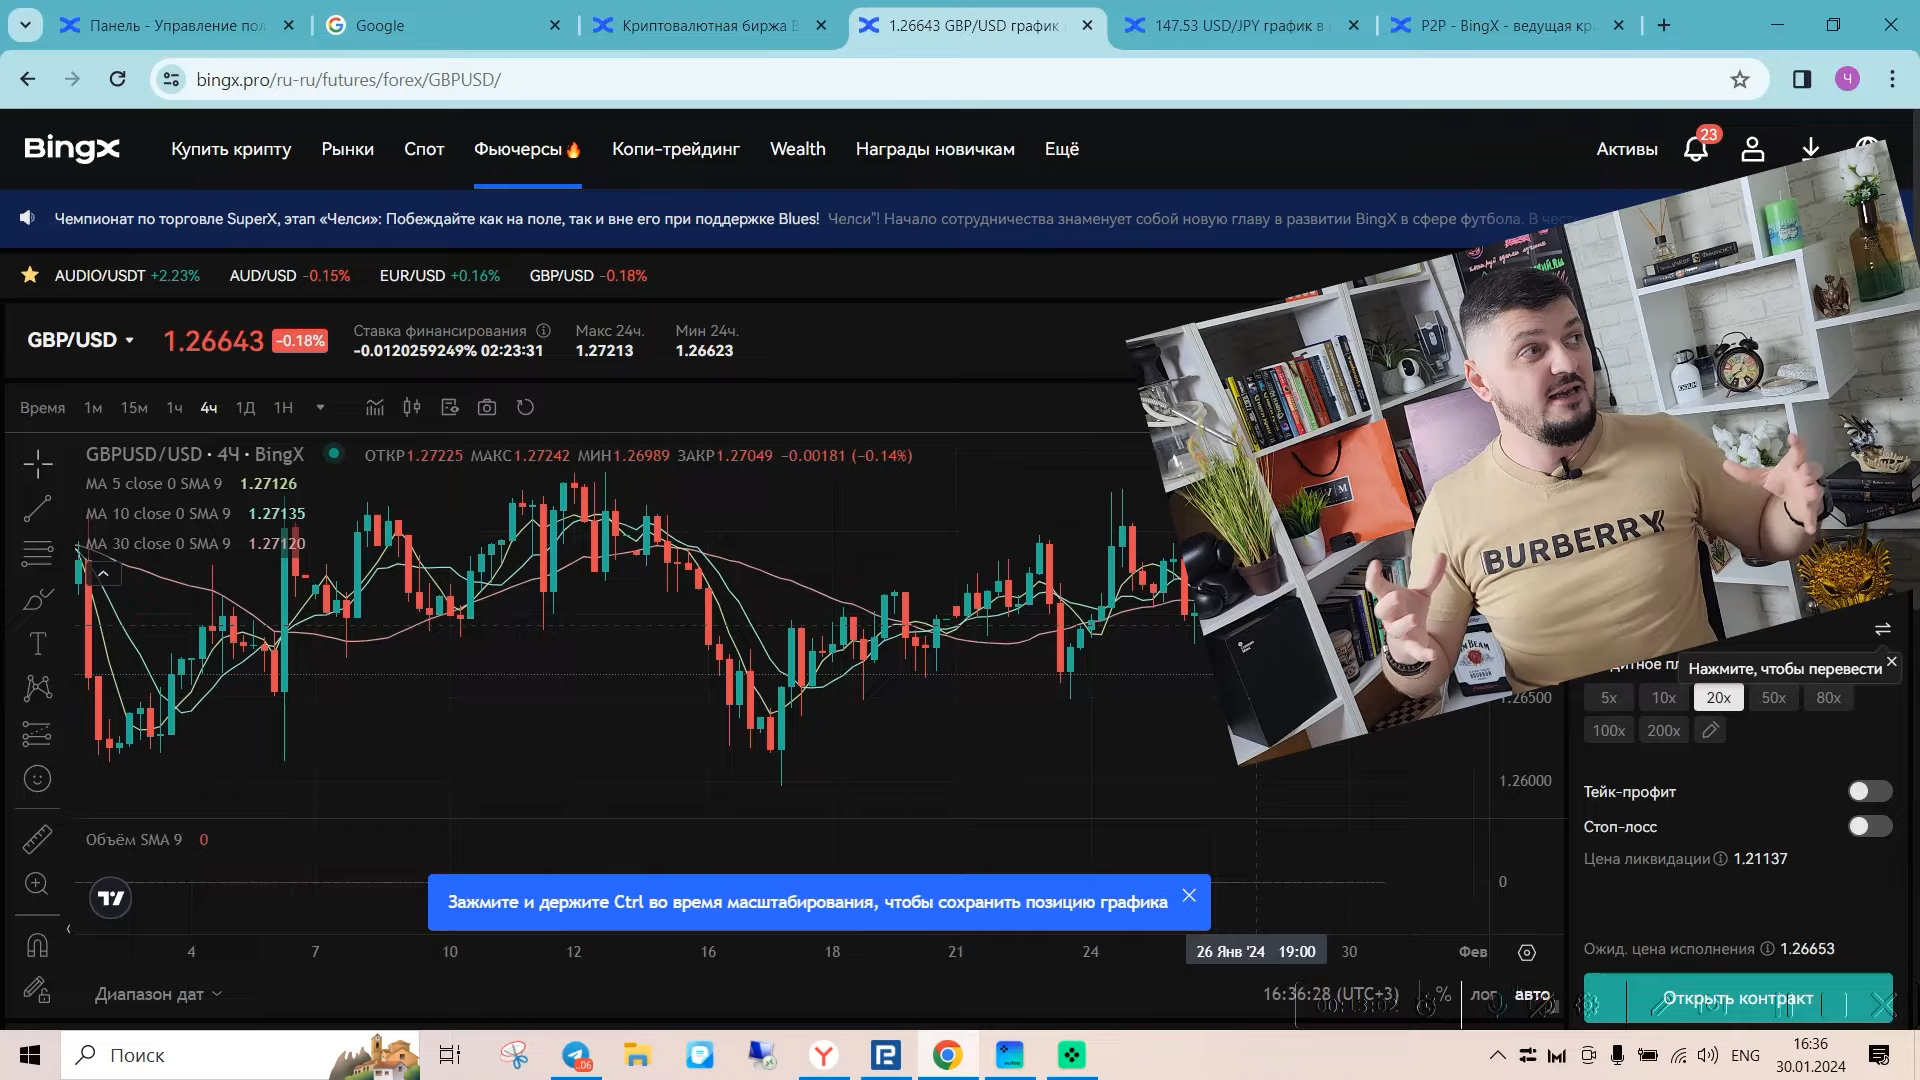 Панель - Управление пол
Google
Криптовалютная биржа B
1.26643 GBP/USD график
147.53 USD/JPY график в
P2P - BingX - ведущая кр
bingx.pro/ru-ru/futures/forex/GBPUSD/
Ч
BingX
Купить крипту
Рынки
Спот
Фьючерсы
Копи-трейдинг
Wealth
Награды новичкам
Ещё
Активы
23
Чемпионат по торговле SuperX, этап «Челси»: Побеждайте как на поле, так и вне его при поддержке Blues! Челси"! Начало сотрудничества знаменует собой новую главу в развитии BingX в сфере футбола. В чест
AUDIO/USDT +2.23%
AUD/USD -0.15%
EUR/USD +0.16%
GBP/USD -0.18%
GBP/USD
1.26643
-0.18%
Ставка финансирования
-0.0120259249% 02:23:31
Макс 24ч.
1.27213
Мин 24ч.
1.26623
Время 1м 15м 1ч 4ч 1Д 1Н
GBPUSD/USD · 4Ч · BingX
ОТКР1.27225 МАКС1.27242 МИН1.26989 ЗАКР1.27049 -0.00181 (-0.14%)
MA 5 close 0 SMA 9 1.27126
MA 10 close 0 SMA 9 1.27135
MA 30 close 0 SMA 9 1.27120
BURBERRY
JIM BEAM
Нажмите, чтобы перевести
1.26500
5x 10x 20x 50x 80x
100x 200x
1.26000
Тейк-профит
Стоп-лосс
Цена ликвидации 1.21137
Объём SMA 9 0
0
Зажмите и держите Ctrl во время масштабирования, чтобы сохранить позицию графика
4 7 10 12 16 18 21 24 26 Янв '24 19:00 30 Фев
Ожид. цена исполнения 1.26653
Диапазон дат
16:36:28 (UTC+3)
% лог авто
00:13:02
Открыть контракт
Поиск
06
ENG
16:36
30.01.2024